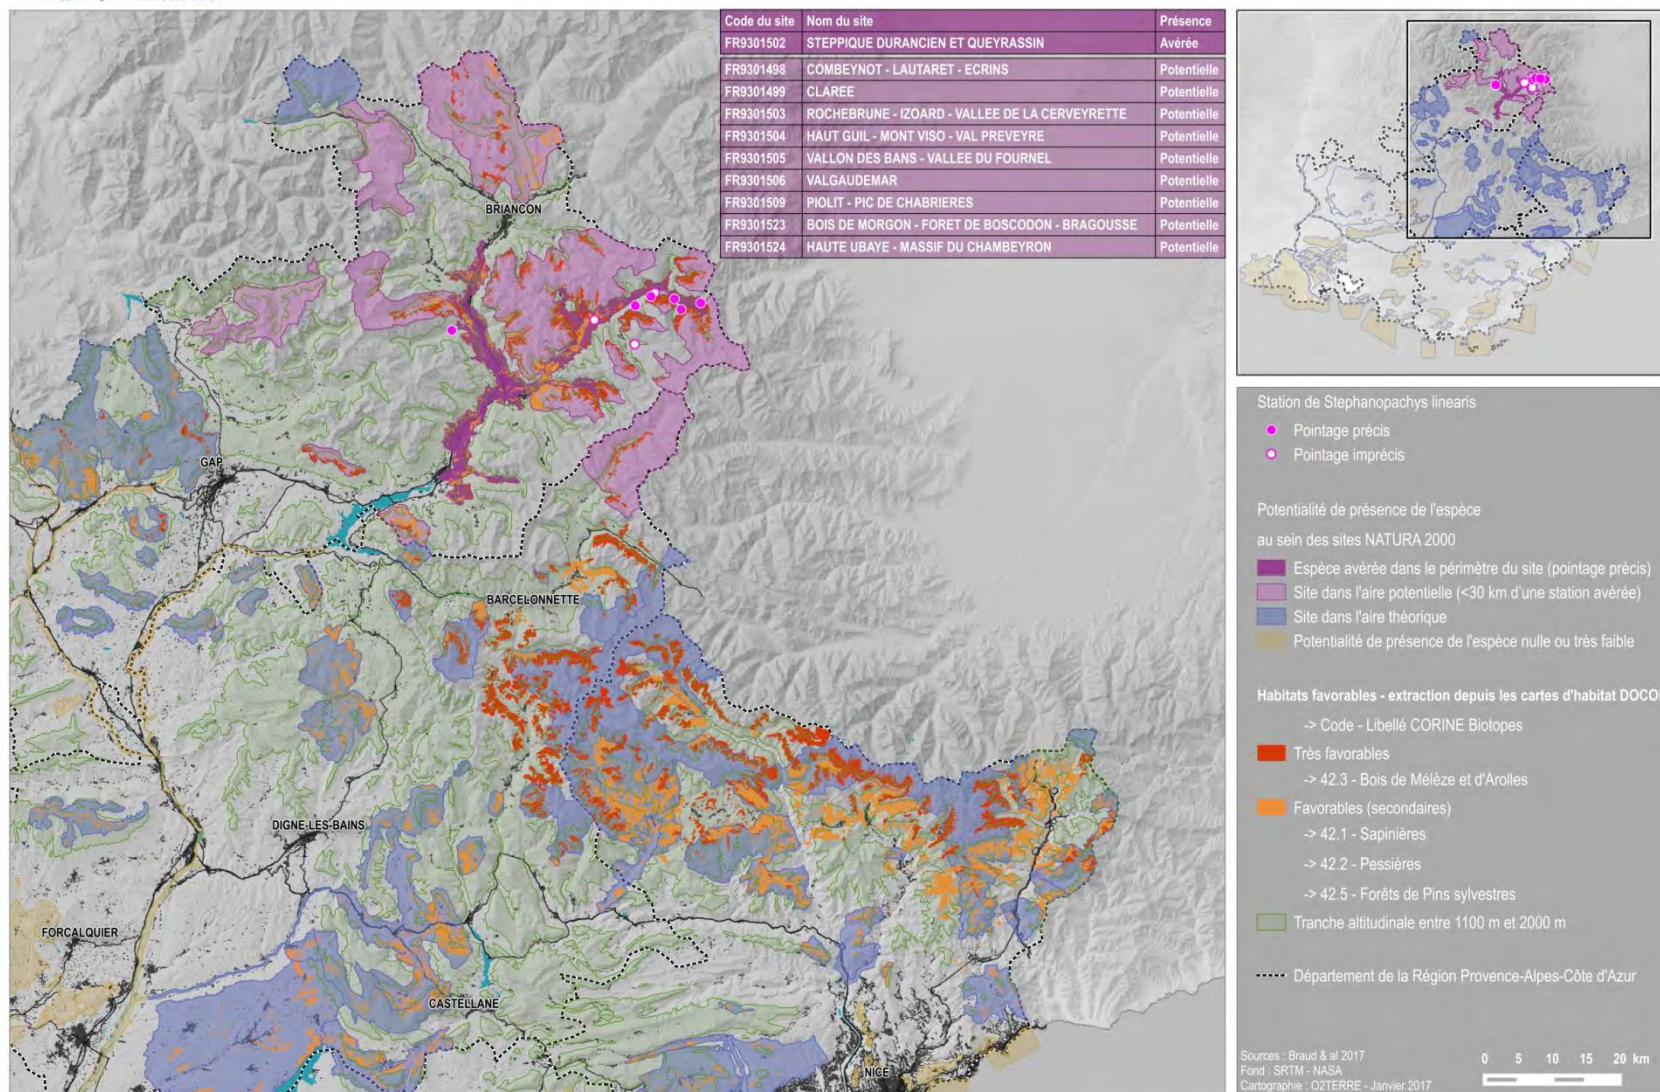 Code du site Nom du site Présence
FR9301502 STEPPIQUE DURANCIEN ET QUEYRASSIN Avérée
FR9301498 COMBEYNOT - LAUTARET - ECRINS Potentielle
FR9301499 CLAREE Potentielle
FR9301503 ROCHEBRUNE - IZOARD - VALLEE DE LA CERVEYRETTE Potentielle
FR9301504 HAUT GUIL - MONT VISO - VAL PREVEYRE Potentielle
FR9301505 VALLON DES BANS - VALLEE DU FOURNEL Potentielle
FR9301506 VALGAUDEMAR Potentielle
FR9301509 PIOLIT - PIC DE CHABRIERES Potentielle
FR9301523 BOIS DE MORGON - FORET DE BOSCODON - BRAGOUSSE Potentielle
FR9301524 HAUTE UBAYE - MASSIF DU CHAMBEYRON Potentielle
BRIANCON
GAP
BARCELONNETTE
DIGNE-LES-BAINS
FORCALQUIER
CASTELLANE
NICE
Station de Stephanopachys linearis
Pointage précis
Pointage imprécis
Potentialité de présence de l'espèce
au sein des sites NATURA 2000
Espèce avérée dans le périmètre du site (pointage précis)
Site dans l'aire potentielle (<30 km d'une station avérée)
Site dans l'aire théorique
Potentialité de présence de l'espèce nulle ou très faible
Habitats favorables - extraction depuis les cartes d'habitat DOCO
-> Code - Libellé CORINE Biotopes
Très favorables
-> 42.3 - Bois de Mélèze et d'Arolles
Favorables (secondaires)
-> 42.1 - Sapinières
-> 42.2 - Pessières
-> 42.5 - Forêts de Pins sylvestres
Tranche altitudinale entre 1100 m et 2000 m
Département de la Région Provence-Alpes-Côte d'Azur
Sources : Braud & al 2017
Fond : SRTM - NASA
Cartographie : O2TERRE - Janvier 2017
0 5 10 15 20 km